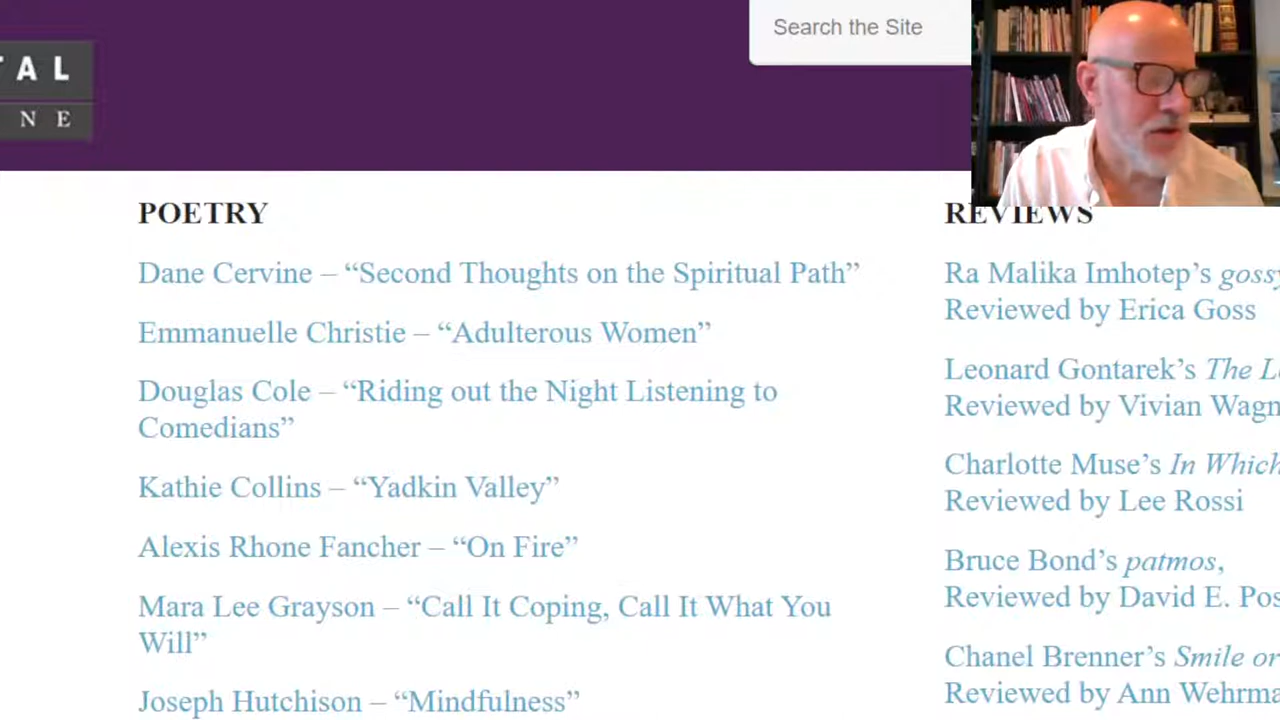 TAL
NE
Search the Site
POETRY
Dane Cervine – “Second Thoughts on the Spiritual Path”
Emmanuelle Christie – “Adulterous Women”
Douglas Cole – “Riding out the Night Listening to
Comedians”
Kathie Collins – “Yadkin Valley”
Alexis Rhone Fancher – “On Fire”
Mara Lee Grayson – “Call It Coping, Call It What You
Will”
Joseph Hutchison – “Mindfulness”
REVIEWS
Ra Malika Imhotep’s gossy
Reviewed by Erica Goss
Leonard Gontarek’s The L
Reviewed by Vivian Wagn
Charlotte Muse’s In Which
Reviewed by Lee Rossi
Bruce Bond’s patmos,
Reviewed by David E. Pos
Chanel Brenner’s Smile or
Reviewed by Ann Wehrma